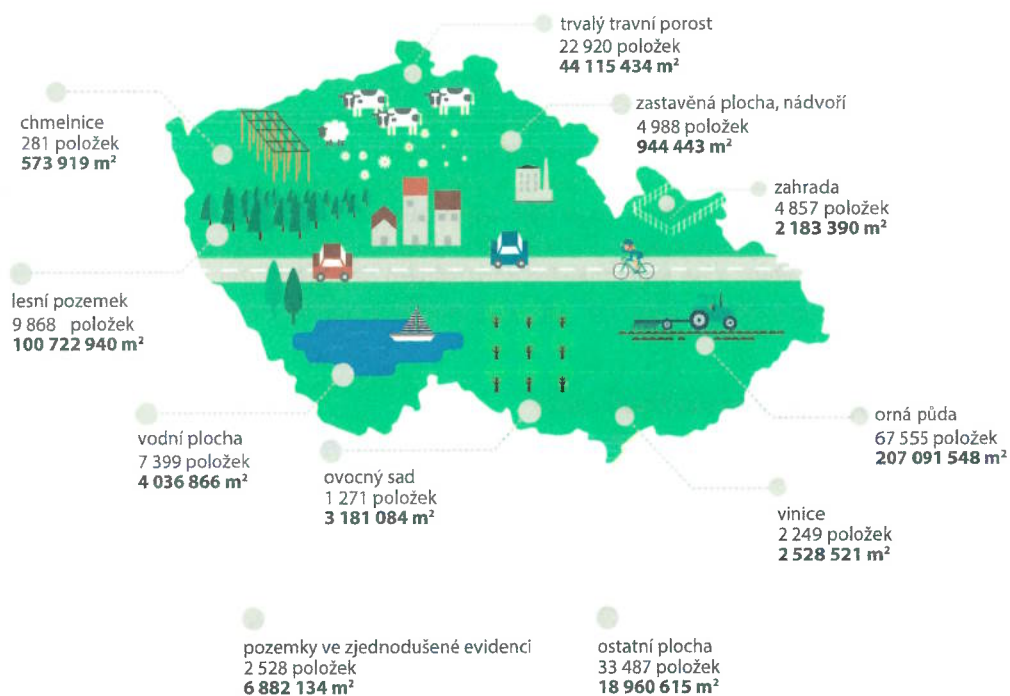 trvalý travní porost
22 920 položek
44 115 434 m²
zastavěná plocha, nádvoří
4 988 položek
944 443 m²
chmelnice
281 položek
573 919 m²
zahrada
4 857 položek
2 183 390 m²
lesní pozemek
9 868 položek
100 722 940 m²
orná půda
67 555 položek
207 091 548 m²
vodní plocha
7 399 položek
4 036 866 m²
ovocný sad
1 271 položek
3 181 084 m²
vinice
2 249 položek
2 528 521 m²
pozemky ve zjednodušené evidenci
2 528 položek
6 882 134 m²
ostatní plocha
33 487 položek
18 960 615 m²